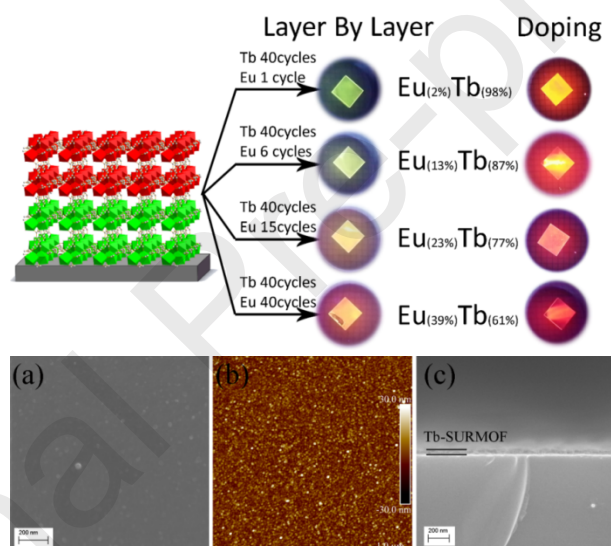 Layer By Layer Doping
Tb 40cycles
Eu 1 cycle
Eu(2%)Tb(98%)
Tb 40cycles
Eu 6 cycles
Eu(13%)Tb(87%)
Tb 40cycles
Eu 15cycles
Eu(23%)Tb(77%)
Tb 40cycles
Eu 40cycles
Eu(39%)Tb(61%)
(a) (b) (c)
30.0 nm
Tb-SURMOF
-30.0 nm
200 nm
200 nm